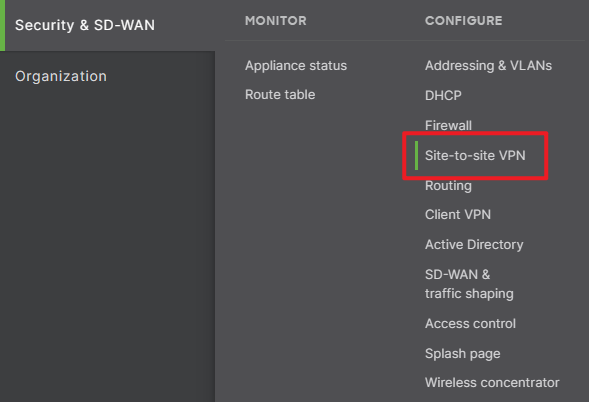 Security & SD-WAN
Organization
MONITOR
Appliance status
Route table
CONFIGURE
Addressing & VLANs
DHCP
Firewall
Site-to-site VPN
Routing
Client VPN
Active Directory
SD-WAN &
traffic shaping
Access control
Splash page
Wireless concentrator